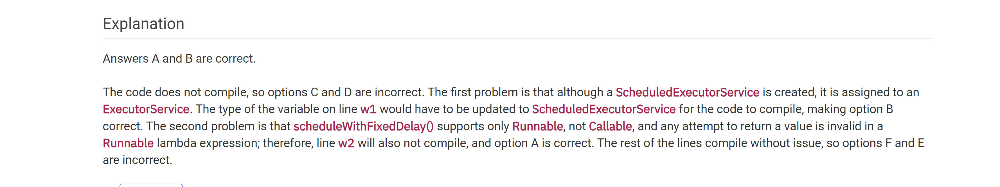 Explanation
Answers A and B are correct.
The code does not compile, so options C and D are incorrect. The first problem is that although a ScheduledExecutorService is created, it is assigned to an
ExecutorService. The type of the variable on line w1 would have to be updated to ScheduledExecutorService for the code to compile, making option B
correct. The second problem is that scheduleWithFixedDelay() supports only Runnable, not Callable, and any attempt to return a value is invalid in a
Runnable lambda expression; therefore, line w2 will also not compile, and option A is correct. The rest of the lines compile without issue, so options F and E
are incorrect.